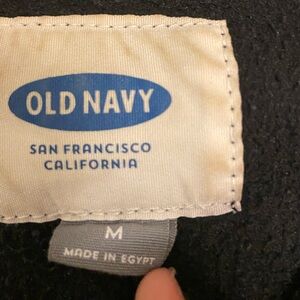 OLD NAVY
SAN FRANCISCO
CALIFORNIA
M
MADE IN EGYPT